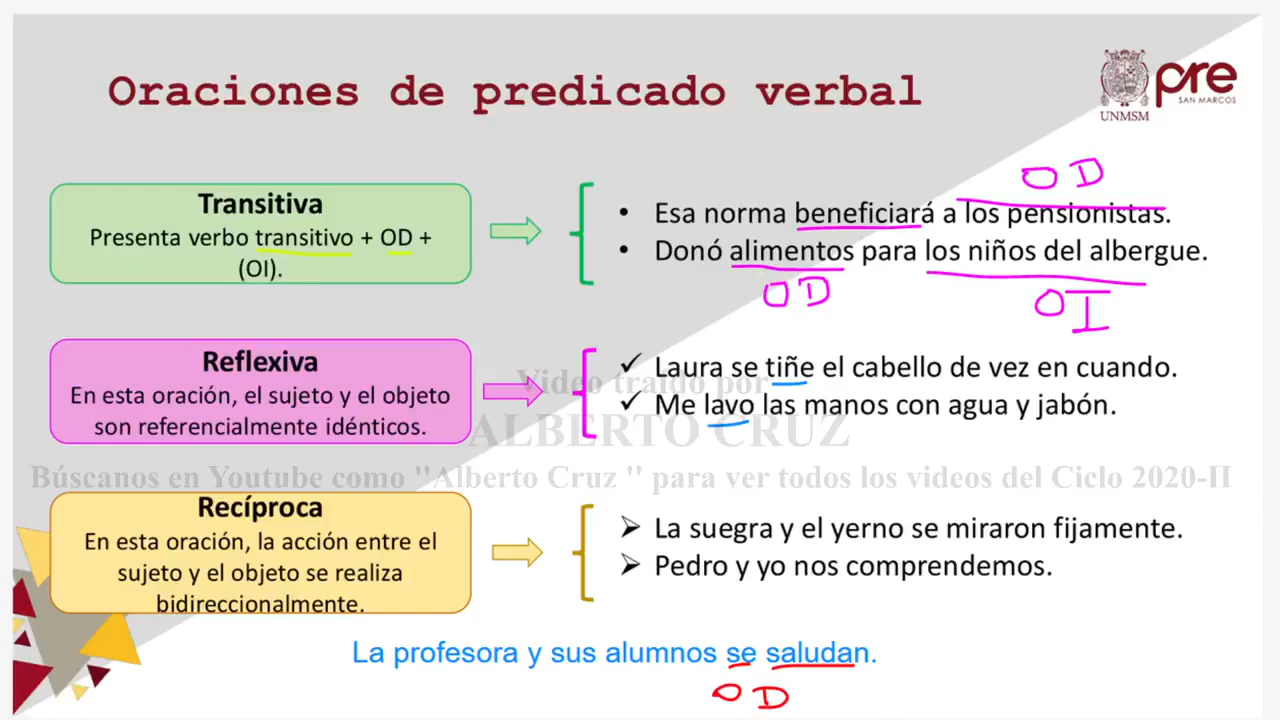 Oraciones de predicado verbal
pre
SAN MARCOS
UNMSM
Transitiva
Presenta verbo transitivo + OD +
(OI).
OD
• Esa norma beneficiará a los pensionistas.
• Donó alimentos para los niños del albergue.
OD
OI
Reflexiva
En esta oración, el sujeto y el objeto
son referencialmente idénticos.
✓ Laura se tiñe el cabello de vez en cuando.
✓ Me lavo las manos con agua y jabón.
Video traido por
ALBERTO CRUZ
Búscanos en Youtube como "Alberto Cruz " para ver todos los videos del Ciclo 2020-II
Recíproca
En esta oración, la acción entre el
sujeto y el objeto se realiza
bidireccionalmente.
➢ La suegra y el yerno se miraron fijamente.
➢ Pedro y yo nos comprendemos.
La profesora y sus alumnos se saludan.
OD